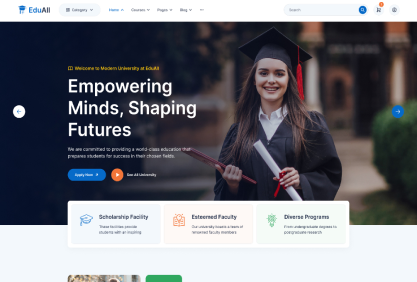 EduAll
Category
Home
Courses
Pages
Blog
Search
Welcome to Modern University at EduAll
Empowering
Minds, Shaping
Futures
We are committed to providing a world-class education that
prepares students for success in their chosen fields.
Apply Now
See All University
Scholarship Facility
These facilities provide
students with an inspiring
Esteemed Faculty
Our university boasts a team of
renowned faculty members
Diverse Programs
From undergraduate degrees to
postgraduate research